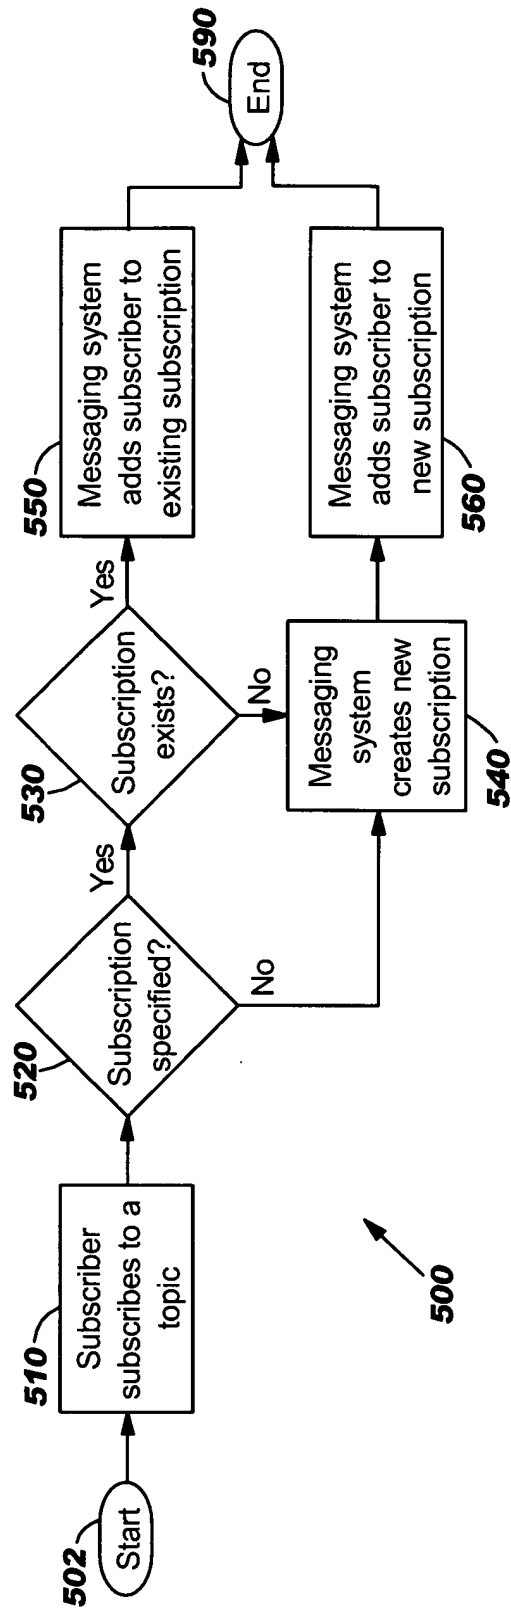 502
Start
510
Subscriber
subscribes to a
topic
520
Subscription
specified?
Yes
No
530
Subscription
exists?
Yes
No
540
Messaging
system
creates new
subscription
550
Messaging system
adds subscriber to
existing subscription
560
Messaging system
adds subscriber to
new subscription
590
End
500